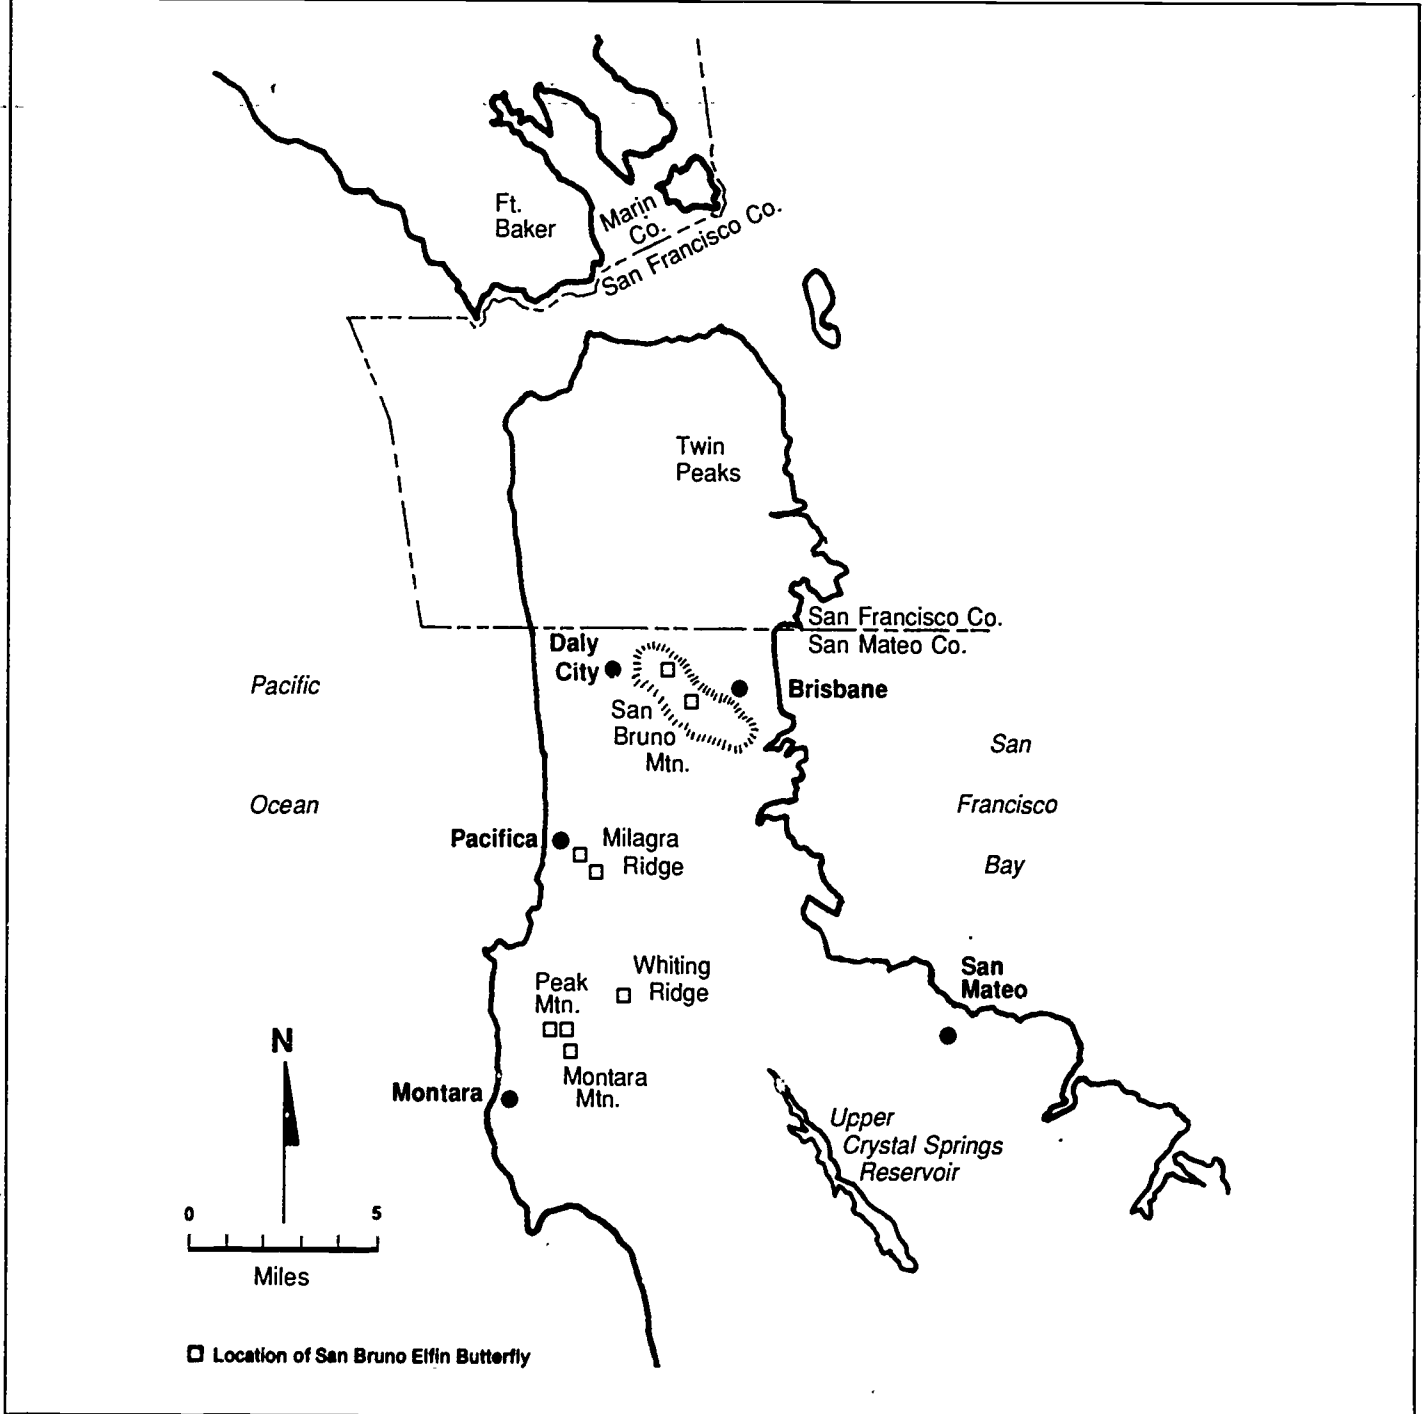 Ft.
Baker
Marin
Co.
San Francisco Co.
Twin
Peaks
San Francisco Co.
San Mateo Co.
Daly
City
Brisbane
San
Bruno
Mtn.
Pacific
Ocean
San
Francisco
Bay
Pacifica
Milagra
Ridge
Whiting
Ridge
Peak
Mtn.
San
Mateo
Montara
Mtn.
Montara
Upper
Crystal Springs
Reservoir
N
0 5
Miles
Location of San Bruno Elfin Butterfly